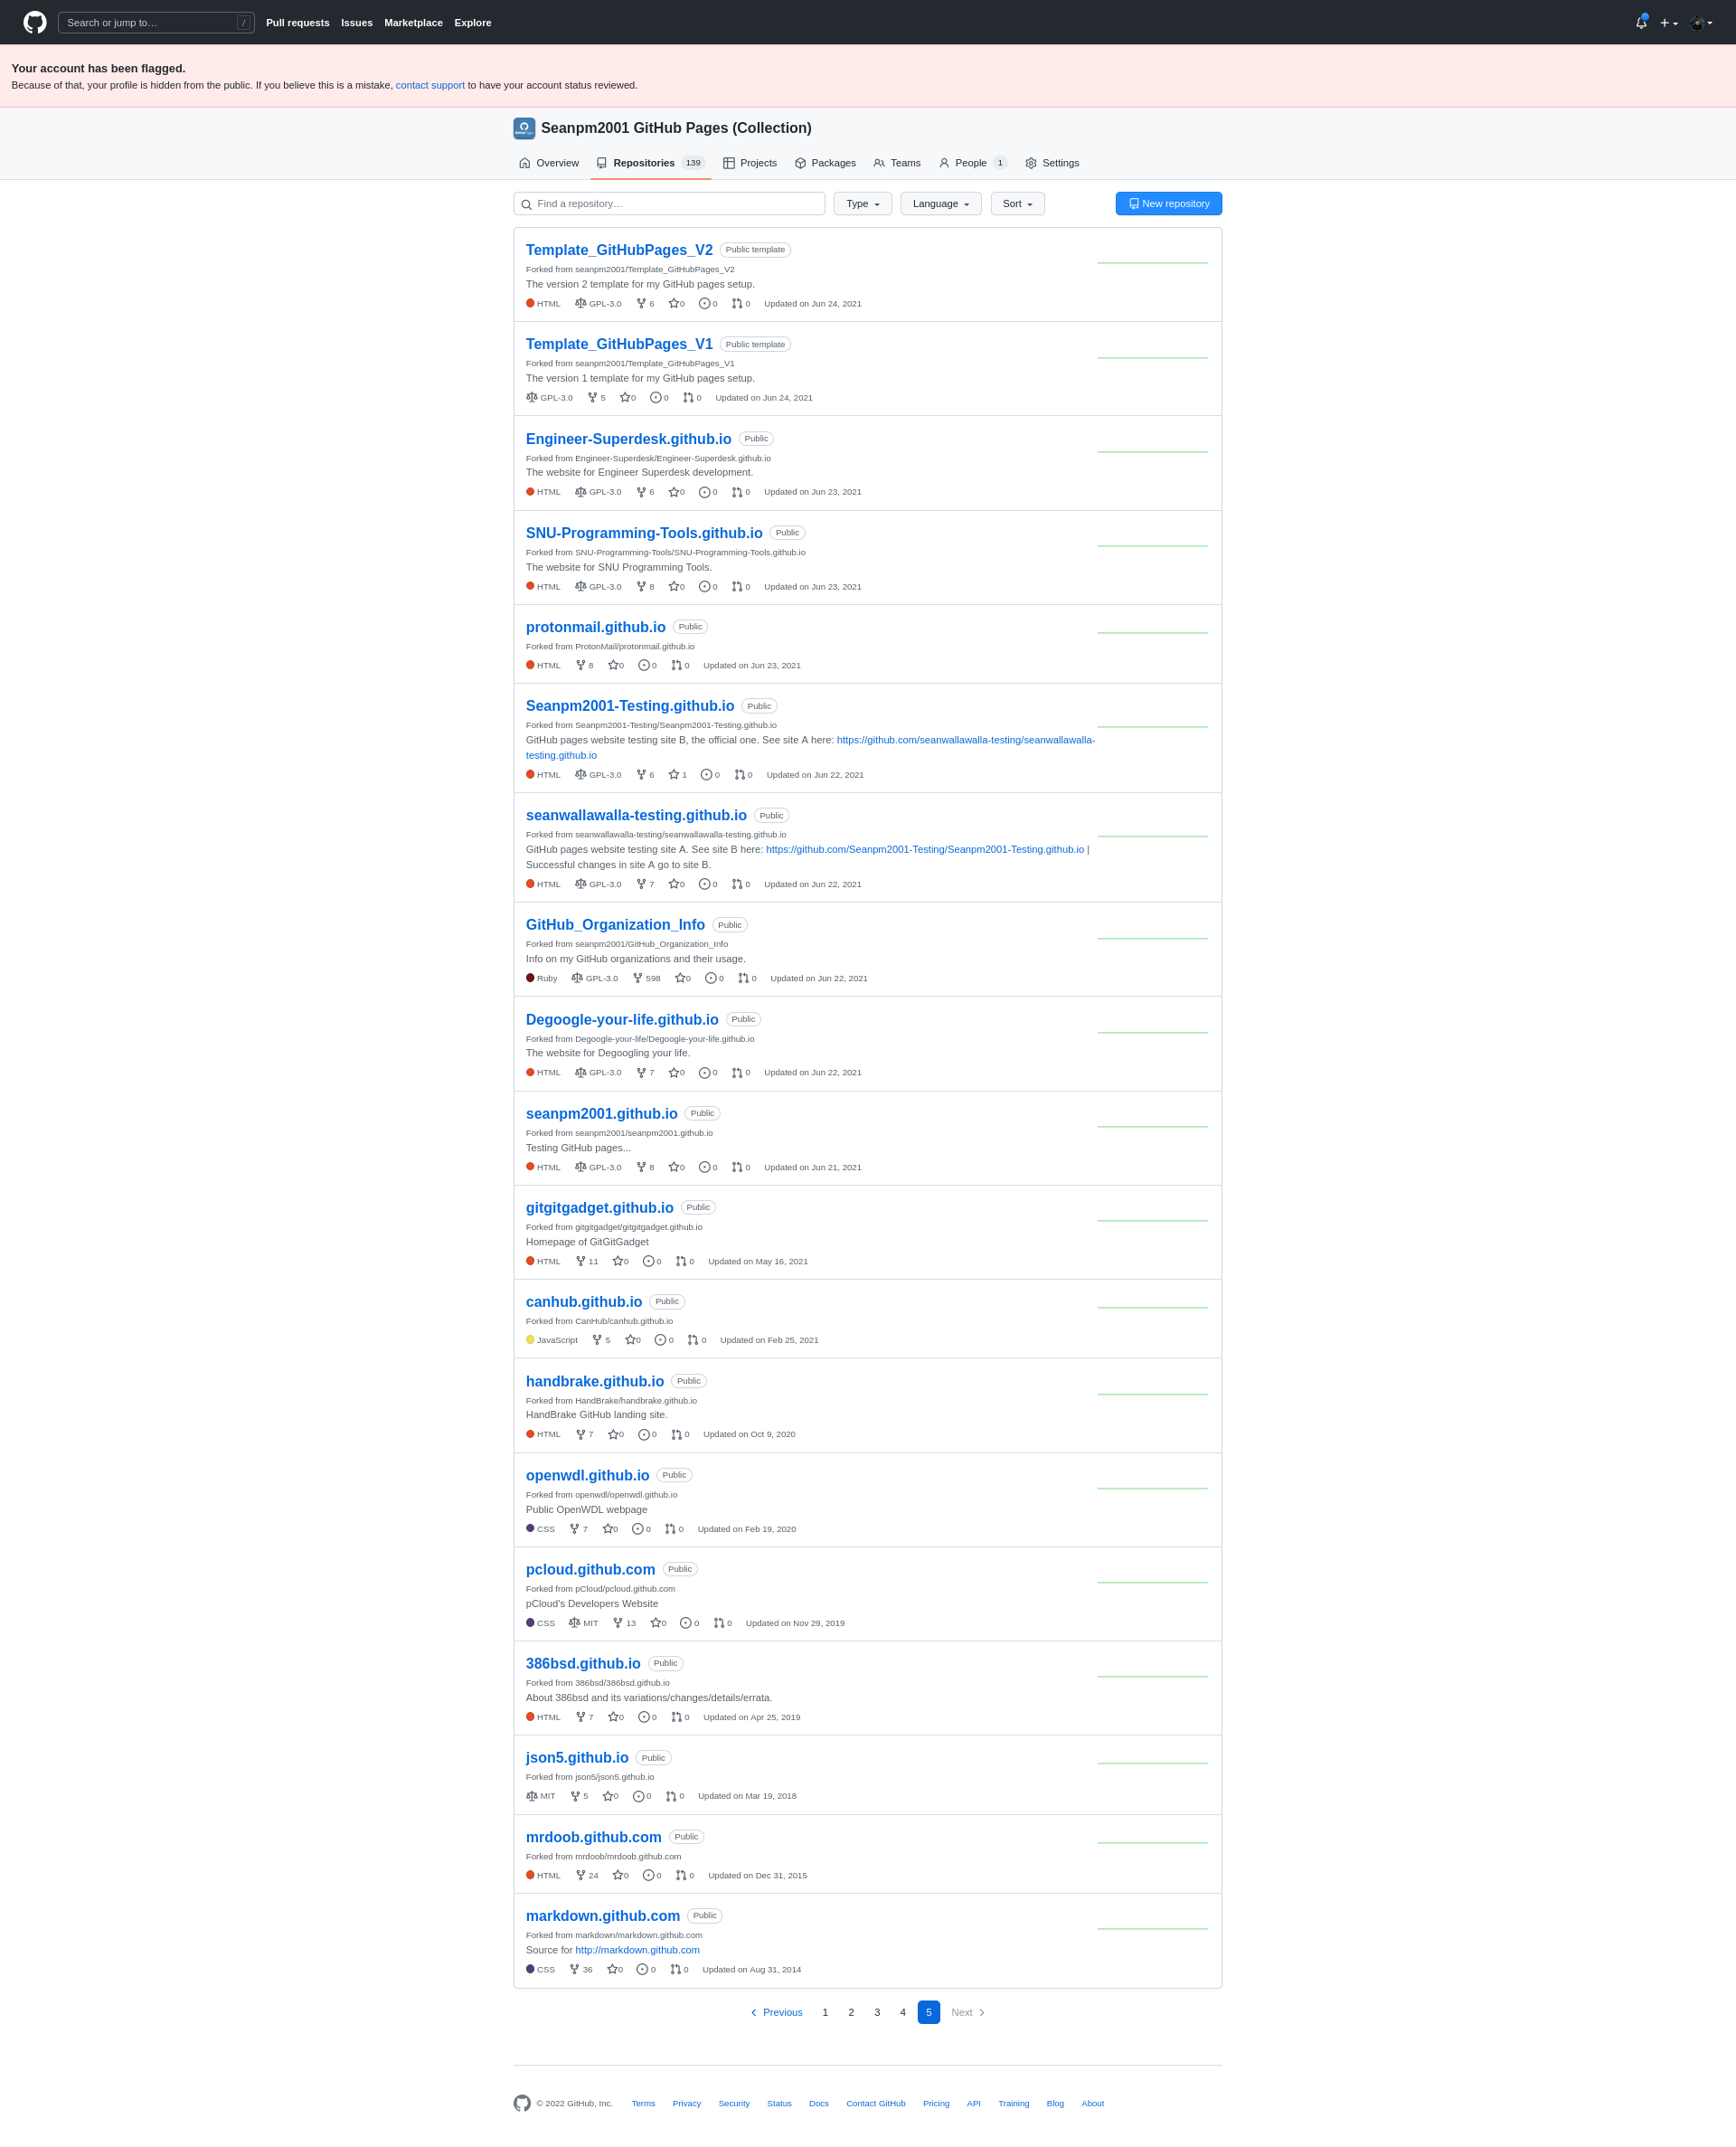 Search or jump to… / Pull requests Issues Marketplace Explore
Your account has been flagged.
Because of that, your profile is hidden from the public. If you believe this is a mistake, contact support to have your account status reviewed.
Seanpm2001 GitHub Pages (Collection)
Overview Repositories 139 Projects Packages Teams People 1 Settings
Find a repository… Type Language Sort New repository
Template_GitHubPages_V2 Public template
Forked from seanpm2001/Template_GitHubPages_V2
The version 2 template for my GitHub pages setup.
HTML GPL-3.0 6 0 0 0 Updated on Jun 24, 2021
Template_GitHubPages_V1 Public template
Forked from seanpm2001/Template_GitHubPages_V1
The version 1 template for my GitHub pages setup.
GPL-3.0 5 0 0 0 Updated on Jun 24, 2021
Engineer-Superdesk.github.io Public
Forked from Engineer-Superdesk/Engineer-Superdesk.github.io
The website for Engineer Superdesk development.
HTML GPL-3.0 6 0 0 0 Updated on Jun 23, 2021
SNU-Programming-Tools.github.io Public
Forked from SNU-Programming-Tools/SNU-Programming-Tools.github.io
The website for SNU Programming Tools.
HTML GPL-3.0 8 0 0 0 Updated on Jun 23, 2021
protonmail.github.io Public
Forked from ProtonMail/protonmail.github.io
HTML 8 0 0 0 Updated on Jun 23, 2021
Seanpm2001-Testing.github.io Public
Forked from Seanpm2001-Testing/Seanpm2001-Testing.github.io
GitHub pages website testing site B, the official one. See site A here: https://github.com/seanwallawalla-testing/seanwallawalla-
testing.github.io
HTML GPL-3.0 6 1 0 0 Updated on Jun 22, 2021
seanwallawalla-testing.github.io Public
Forked from seanwallawalla-testing/seanwallawalla-testing.github.io
GitHub pages website testing site A. See site B here: https://github.com/Seanpm2001-Testing/Seanpm2001-Testing.github.io |
Successful changes in site A go to site B.
HTML GPL-3.0 7 0 0 0 Updated on Jun 22, 2021
GitHub_Organization_Info Public
Forked from seanpm2001/GitHub_Organization_Info
Info on my GitHub organizations and their usage.
Ruby GPL-3.0 598 0 0 0 Updated on Jun 22, 2021
Degoogle-your-life.github.io Public
Forked from Degoogle-your-life/Degoogle-your-life.github.io
The website for Degoogling your life.
HTML GPL-3.0 7 0 0 0 Updated on Jun 22, 2021
seanpm2001.github.io Public
Forked from seanpm2001/seanpm2001.github.io
Testing GitHub pages...
HTML GPL-3.0 8 0 0 0 Updated on Jun 21, 2021
gitgitgadget.github.io Public
Forked from gitgitgadget/gitgitgadget.github.io
Homepage of GitGitGadget
HTML 11 0 0 0 Updated on May 16, 2021
canhub.github.io Public
Forked from CanHub/canhub.github.io
JavaScript 5 0 0 0 Updated on Feb 25, 2021
handbrake.github.io Public
Forked from HandBrake/handbrake.github.io
HandBrake GitHub landing site.
HTML 7 0 0 0 Updated on Oct 9, 2020
openwdl.github.io Public
Forked from openwdl/openwdl.github.io
Public OpenWDL webpage
CSS 7 0 0 0 Updated on Feb 19, 2020
pcloud.github.com Public
Forked from pCloud/pcloud.github.com
pCloud's Developers Website
CSS MIT 13 0 0 0 Updated on Nov 29, 2019
386bsd.github.io Public
Forked from 386bsd/386bsd.github.io
About 386bsd and its variations/changes/details/errata.
HTML 7 0 0 0 Updated on Apr 25, 2019
json5.github.io Public
Forked from json5/json5.github.io
MIT 5 0 0 0 Updated on Mar 19, 2018
mrdoob.github.com Public
Forked from mrdoob/mrdoob.github.com
HTML 24 0 0 0 Updated on Dec 31, 2015
markdown.github.com Public
Forked from markdown/markdown.github.com
Source for http://markdown.github.com
CSS 36 0 0 0 Updated on Aug 31, 2014
Previous 1 2 3 4 5 Next
© 2022 GitHub, Inc. Terms Privacy Security Status Docs Contact GitHub Pricing API Training Blog About